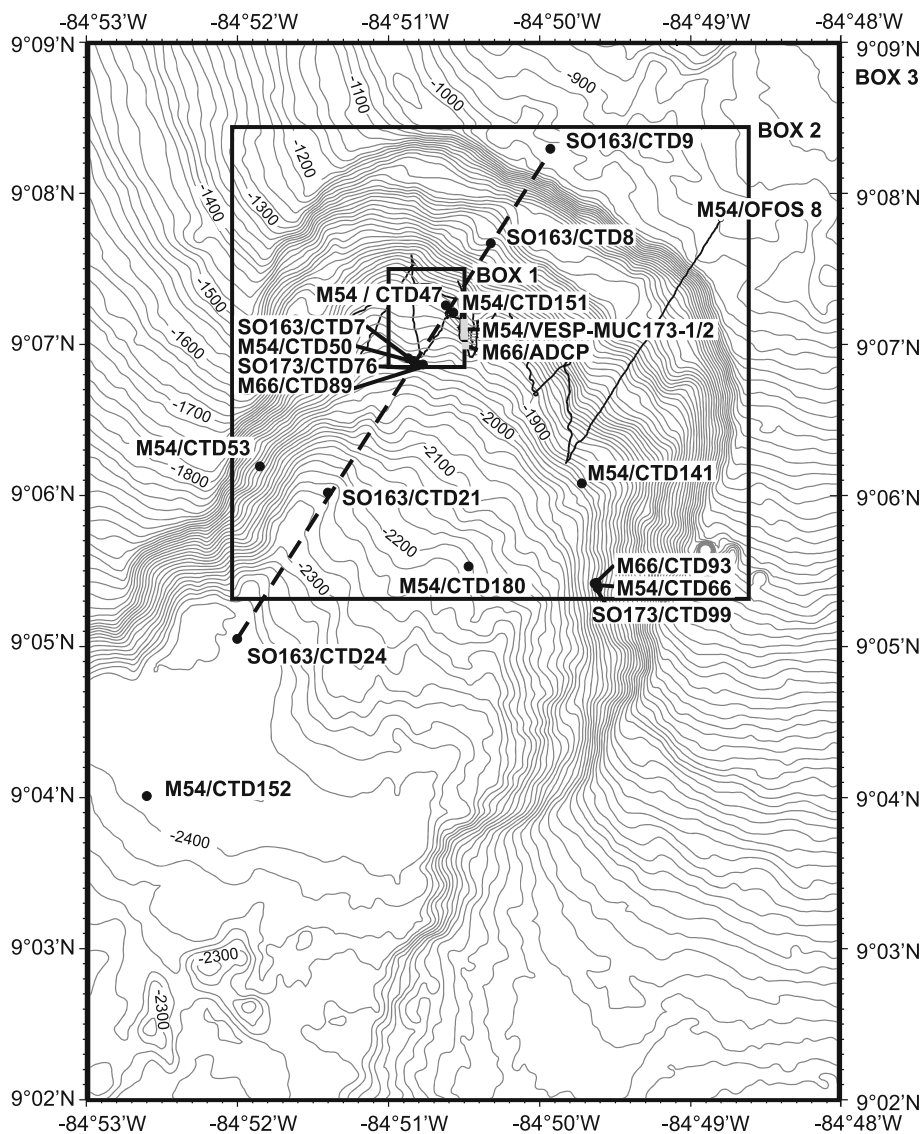 -84°53'W -84°52'W -84°51'W -84°50'W -84°49'W -84°48'W
9°09'N 9°09'N
BOX 3
-900
-1000
-1100
BOX 2
SO163/CTD9
-1200
9°08'N 9°08'N
-1300
-1400
M54/OFOS 8
SO163/CTD8
BOX 1
-1500
M54 / CTD47
M54/CTD151
SO163/CTD7
M54/VESP-MUC173-1/2
M54/CTD50
9°07'N 9°07'N
-1600
M66/ADCP
SO173/CTD76
M66/CTD89
-1700
-1900
-2000
M54/CTD53
-2100
-1800
M54/CTD141
9°06'N 9°06'N
SO163/CTD21
-2200
M66/CTD93
-2300
M54/CTD180
M54/CTD66
SO173/CTD99
9°05'N 9°05'N
SO163/CTD24
9°04'N 9°04'N
M54/CTD152
-2400
9°03'N 9°03'N
-2300
-2300
9°02'N 9°02'N
-84°53'W -84°52'W -84°51'W -84°50'W -84°49'W -84°48'W